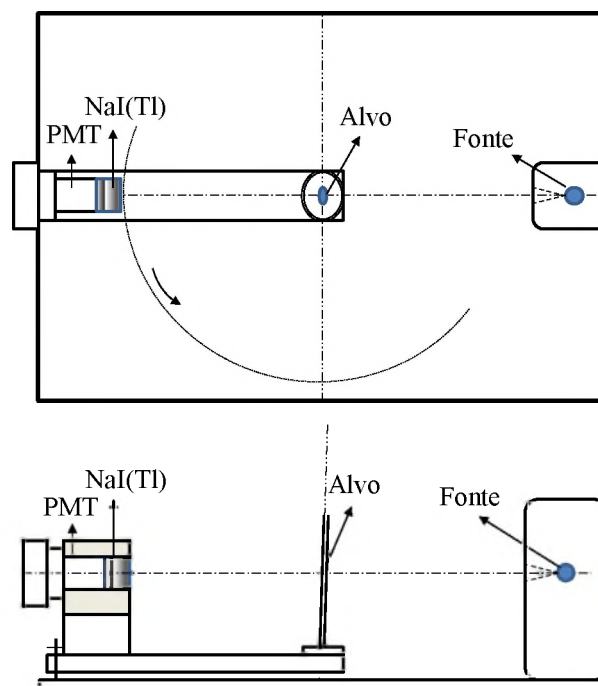 NaI(Tl)
PMT
Alvo
Fonte
NaI(Tl)
PMT
Alvo
Fonte